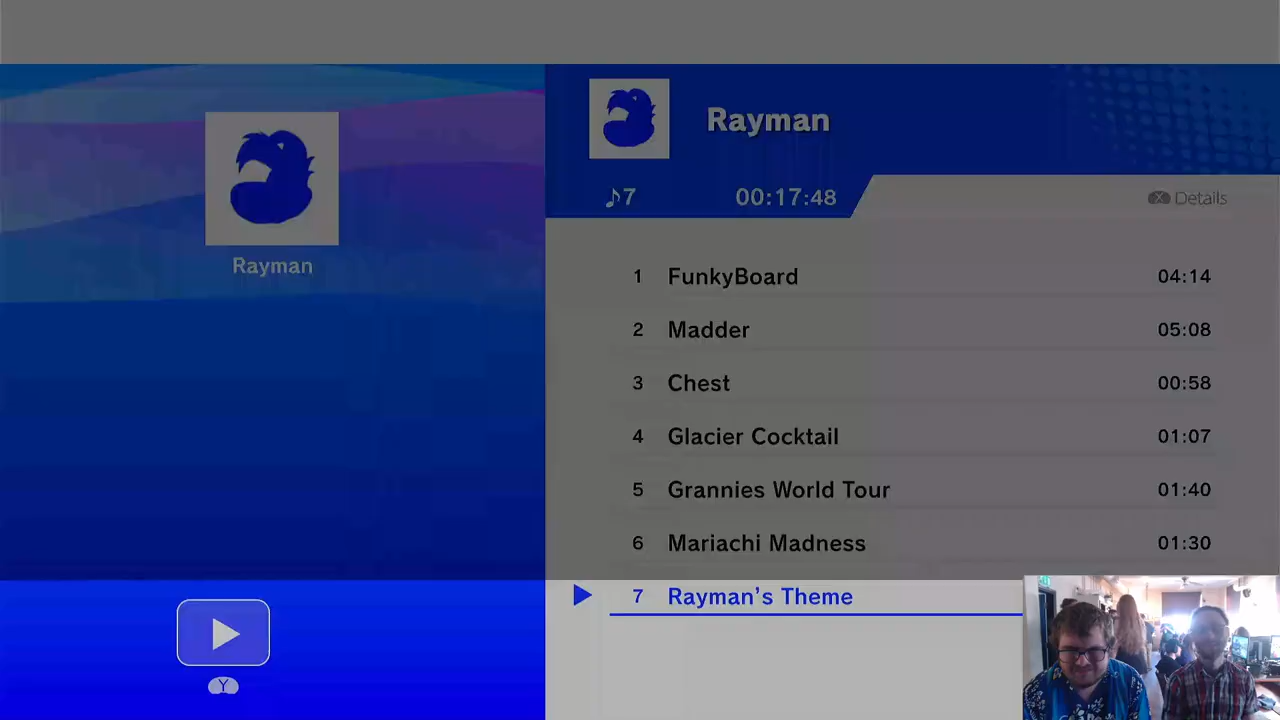 Rayman
Rayman
♪7 00:17:48
X Details
1 FunkyBoard 04:14
2 Madder 05:08
3 Chest 00:58
4 Glacier Cocktail 01:07
5 Grannies World Tour 01:40
6 Mariachi Madness 01:30
7 Rayman's Theme
Y